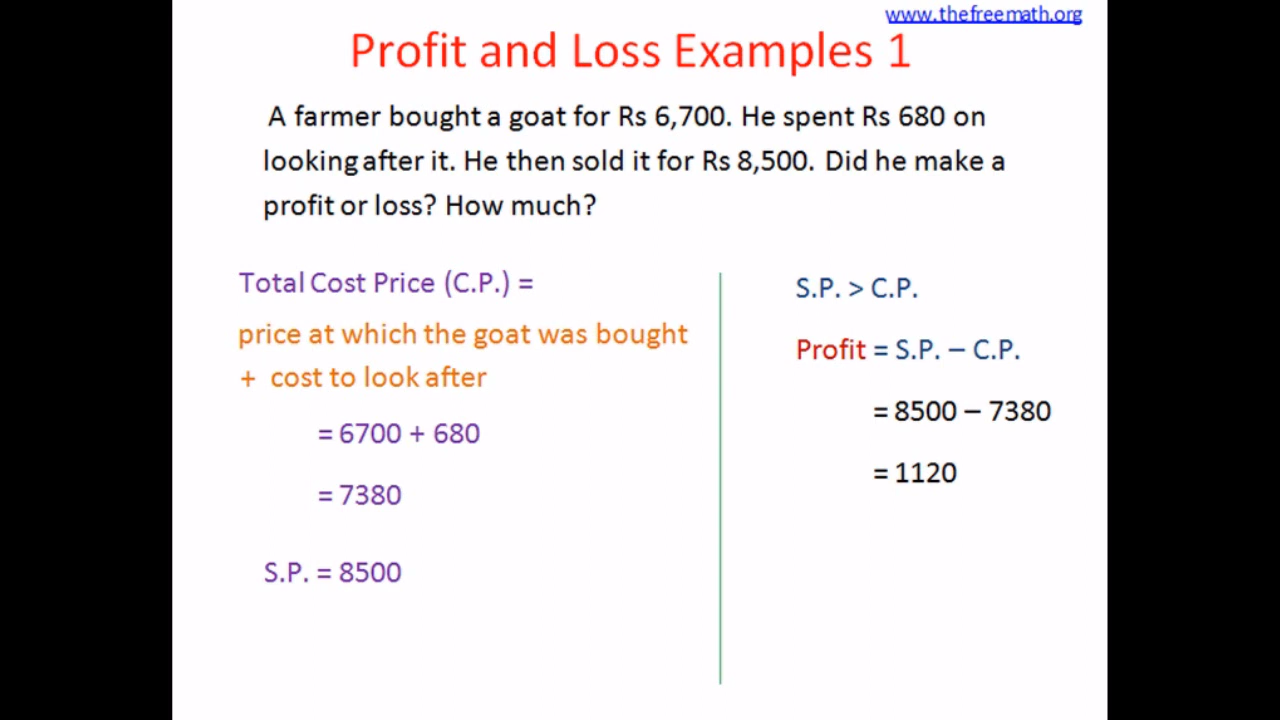 www.thefreemath.org
Profit and Loss Examples 1
A farmer bought a goat for Rs 6,700. He spent Rs 680 on
looking after it. He then sold it for Rs 8,500. Did he make a
profit or loss? How much?
Total Cost Price (C.P.) =
price at which the goat was bought
+ cost to look after
= 6700 + 680
= 7380
S.P. = 8500
S.P. > C.P.
Profit = S.P. – C.P.
= 8500 – 7380
= 1120